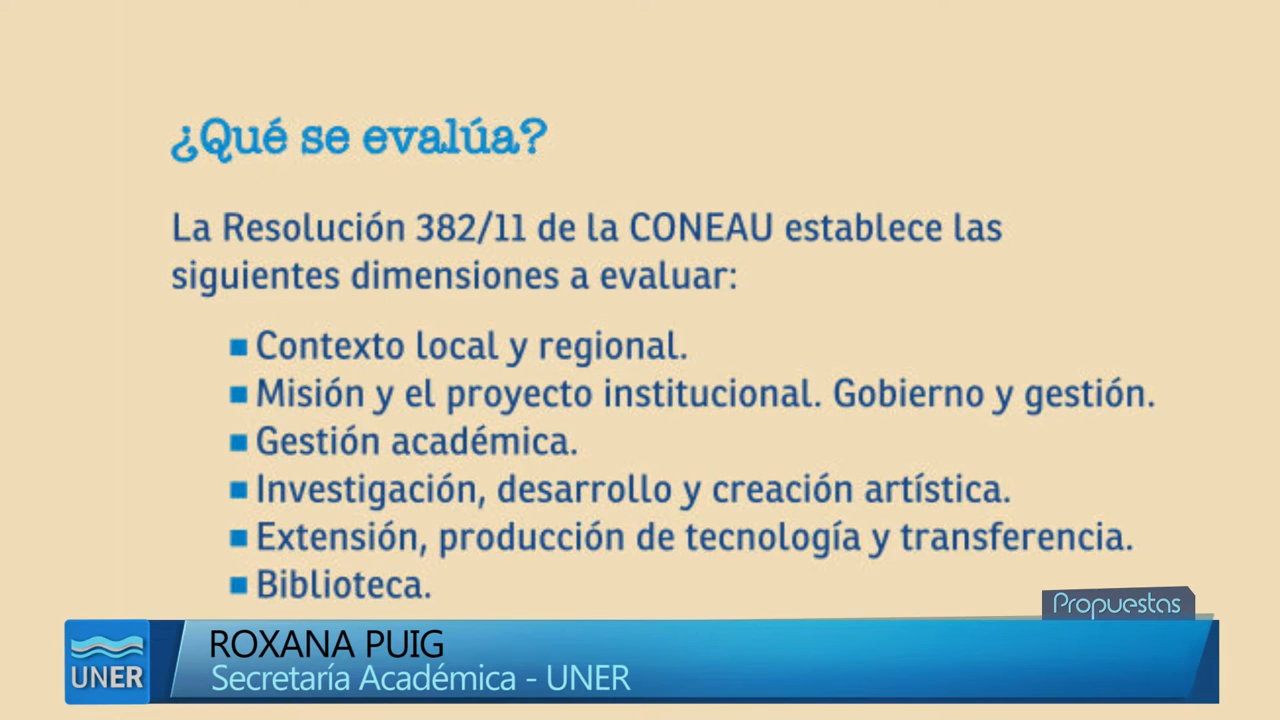 ¿Qué se evalúa?
La Resolución 382/11 de la CONEAU establece las
siguientes dimensiones a evaluar:
Contexto local y regional.
Misión y el proyecto institucional. Gobierno y gestión.
Gestión académica.
Investigación, desarrollo y creación artística.
Extensión, producción de tecnología y transferencia.
Biblioteca.
Propuestas
ROXANA PUIG
Secretaría Académica - UNER
UNER